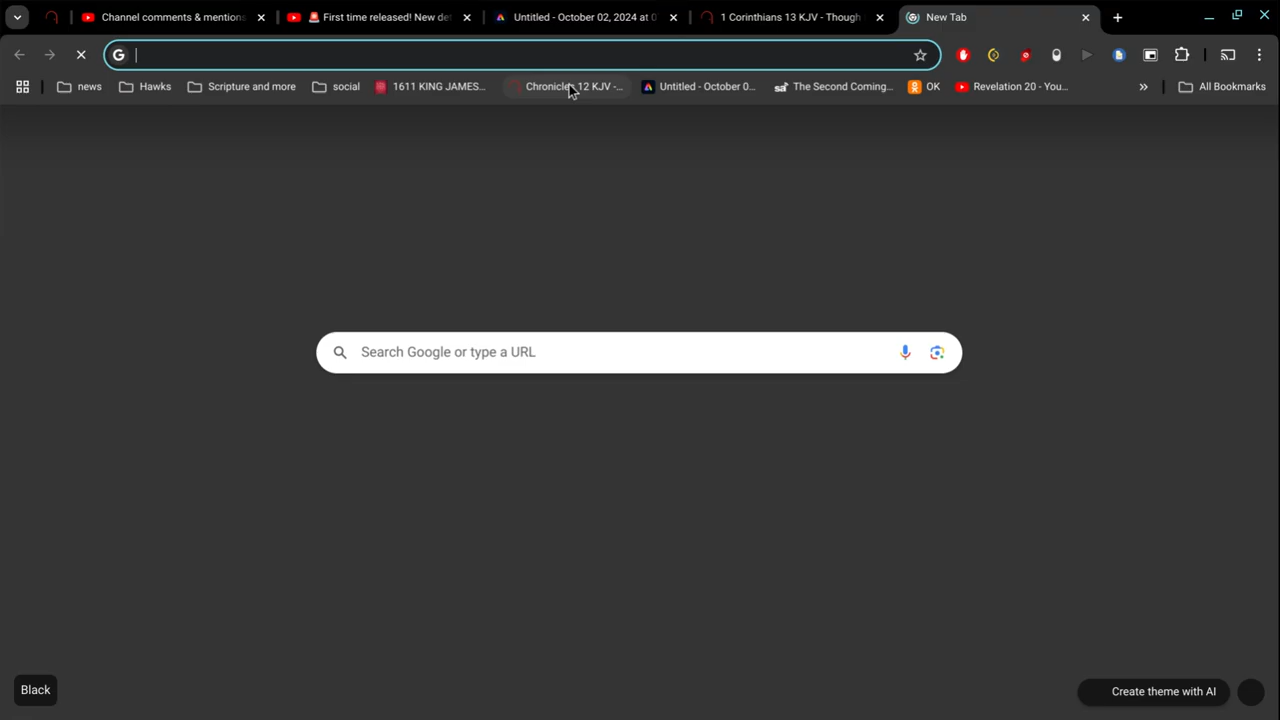 Channel comments & mentions
🚨 First time released! New de
Untitled - October 02, 2024 at 0
1 Corinthians 13 KJV - Though
New Tab
news
Hawks
Scripture and more
social
1611 KING JAMES...
Chronicles 12 KJV -...
Untitled - October 0...
The Second Coming...
OK
Revelation 20 - You...
All Bookmarks
Search Google or type a URL
Black
Create theme with AI